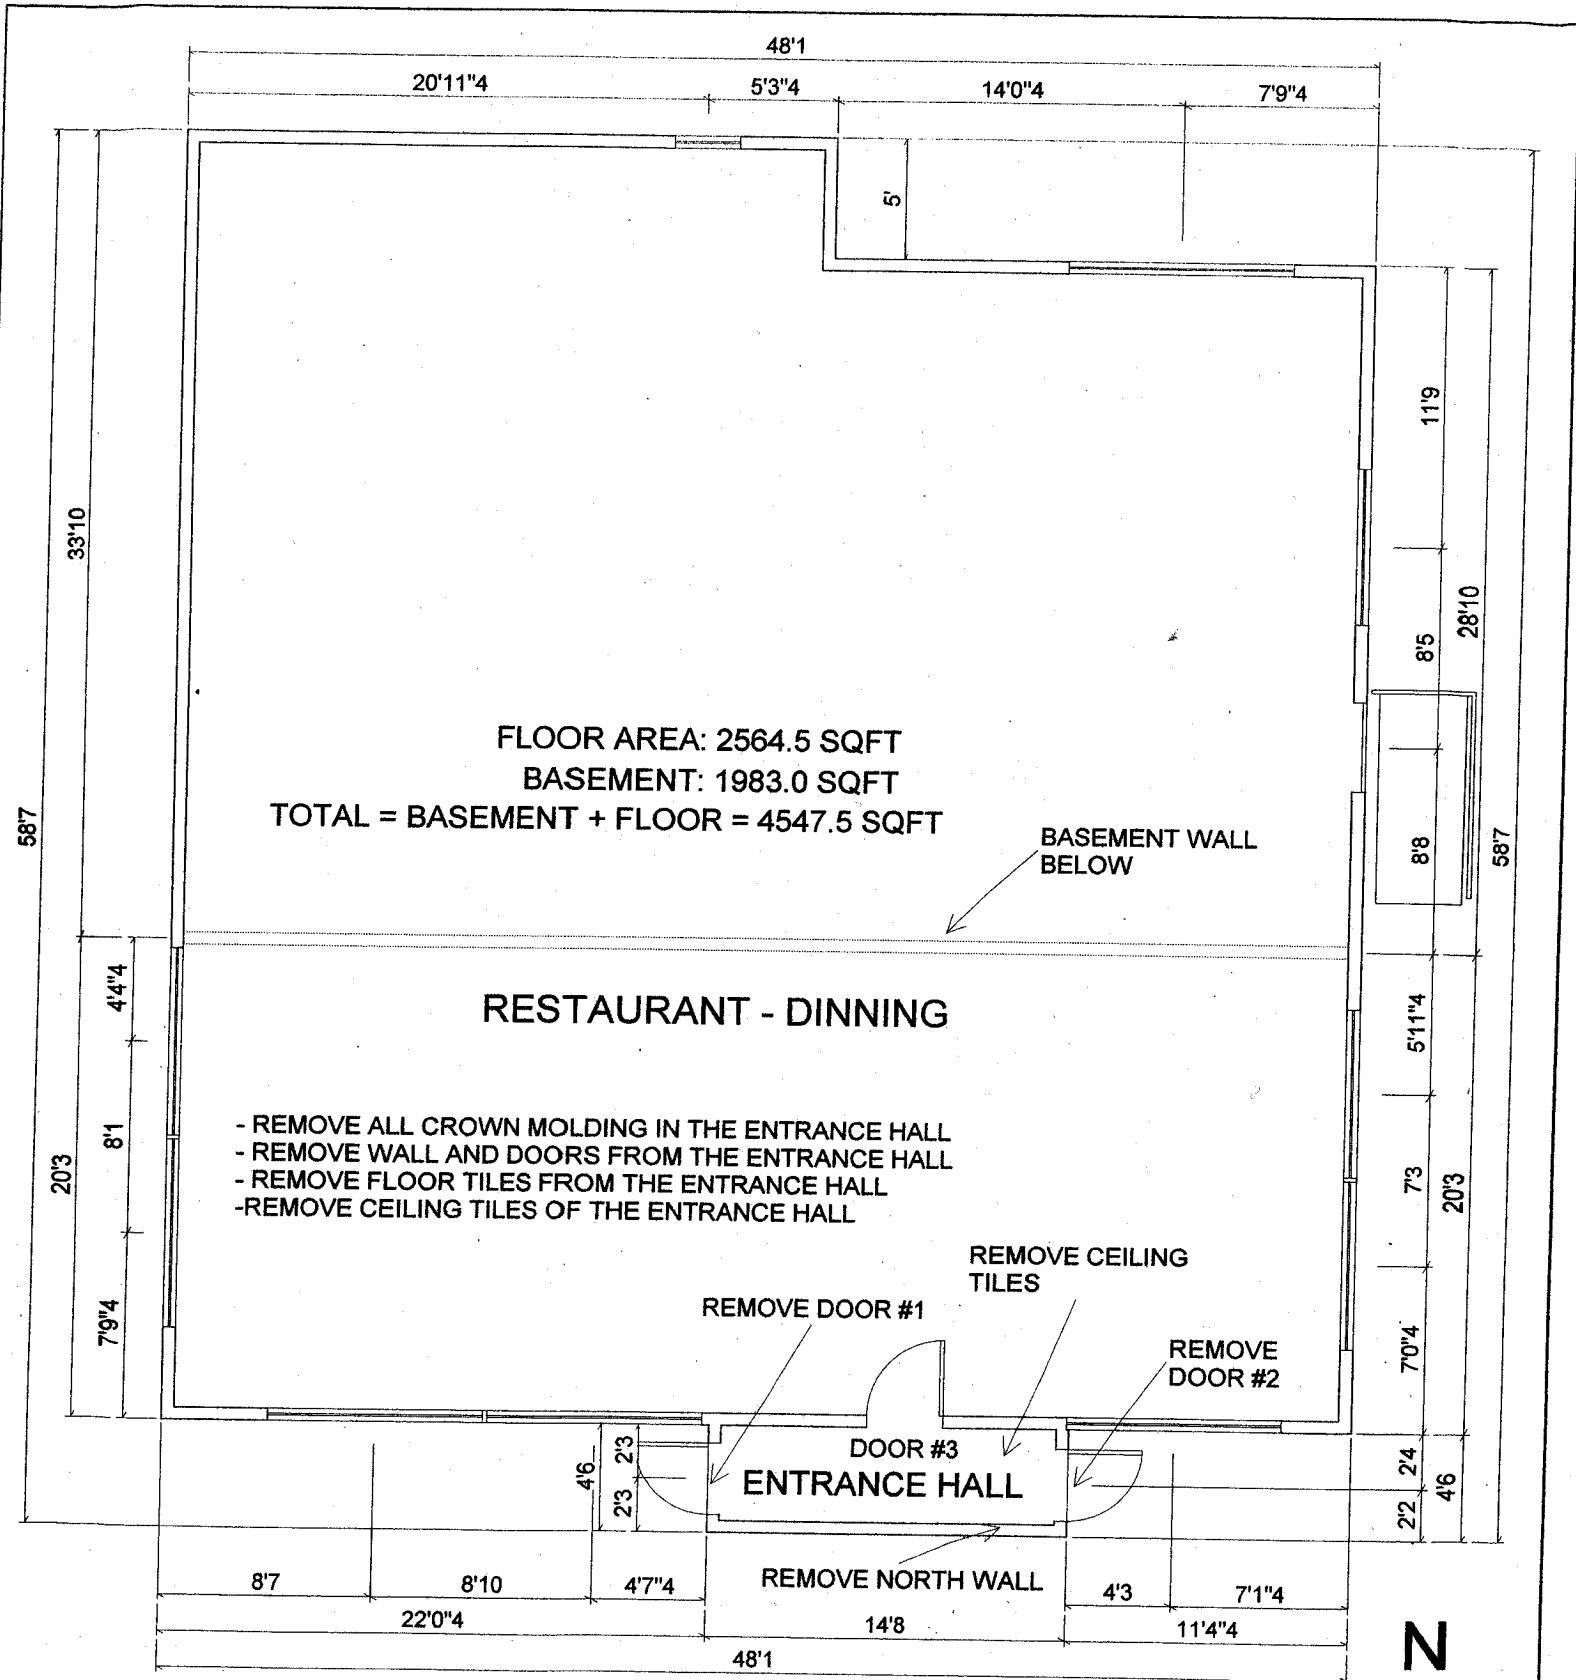 48'1
20'11"4
5'3"4
14'0"4
7'9"4
5'
11'9
33'10
28'10
8'5
FLOOR AREA: 2564.5 SQFT
BASEMENT: 1983.0 SQFT
TOTAL = BASEMENT + FLOOR = 4547.5 SQFT
58'7
BASEMENT WALL
BELOW
8'8
58'7
4'4"4
RESTAURANT - DINNING
5'11"4
- REMOVE ALL CROWN MOLDING IN THE ENTRANCE HALL
- REMOVE WALL AND DOORS FROM THE ENTRANCE HALL
- REMOVE FLOOR TILES FROM THE ENTRANCE HALL
-REMOVE CEILING TILES OF THE ENTRANCE HALL
8'1
20'3
7'3
20'3
REMOVE CEILING
TILES
REMOVE DOOR #1
7'9"4
REMOVE
DOOR #2
7'0"4
DOOR #3
ENTRANCE HALL
2'3
4'6
2'3
2'4
4'6
2'2
REMOVE NORTH WALL
8'7
8'10
4'7"4
4'3
7'1"4
22'0"4
14'8
11'4"4
48'1
N